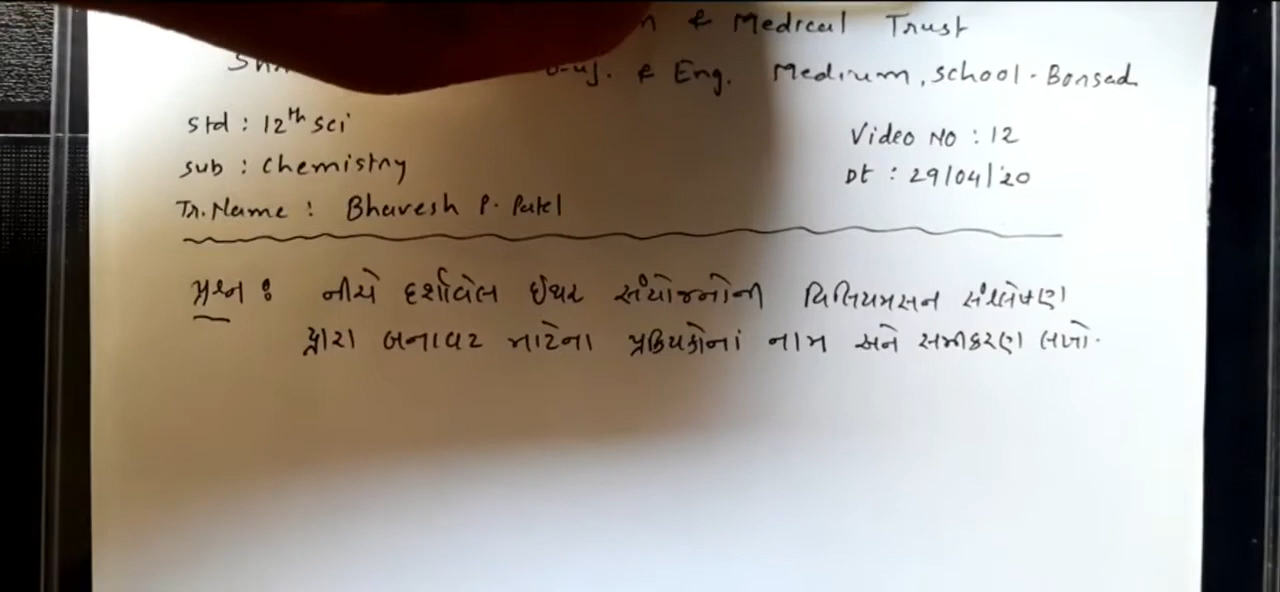 & Medical Trust
& Eng. Medium, School - Bonsad
Std : 12th sci
Video No : 12
Sub : Chemistry
Dt : 29/04/'20
Tr. Name : Bhavesh P. Patel
પ્રશ્ન : નીચે દર્શાવેલ ઈથર સંયોજનોની વિલિયમસન સંશ્લેષણ
દ્વારા બનાવટ માટેના પ્રક્રિયકોનાં નામ અને સમીકરણ લખો.